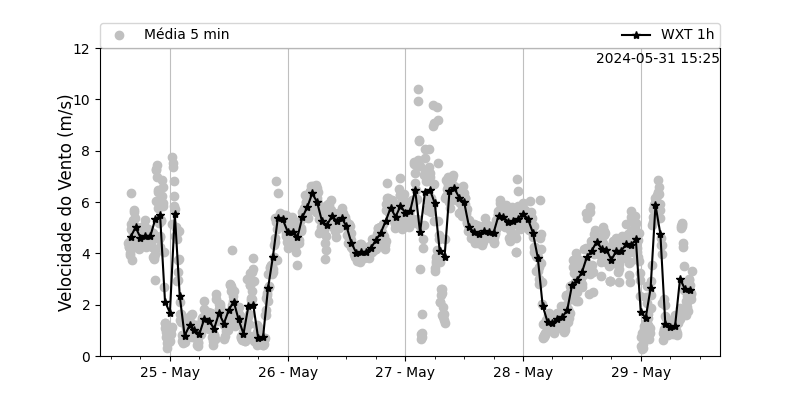 Média 5 min
WXT 1h
2024-05-31 15:25
Velocidade do Vento (m/s)
12
10
8
6
4
2
0
25 - May
26 - May
27 - May
28 - May
29 - May